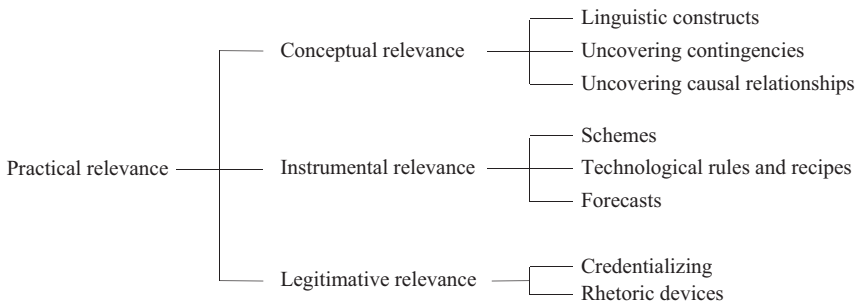 Linguistic constructs
Conceptual relevance
Uncovering contingencies
Uncovering causal relationships
Schemes
Practical relevance
Instrumental relevance
Technological rules and recipes
Forecasts
Credentializing
Legitimative relevance
Rhetoric devices